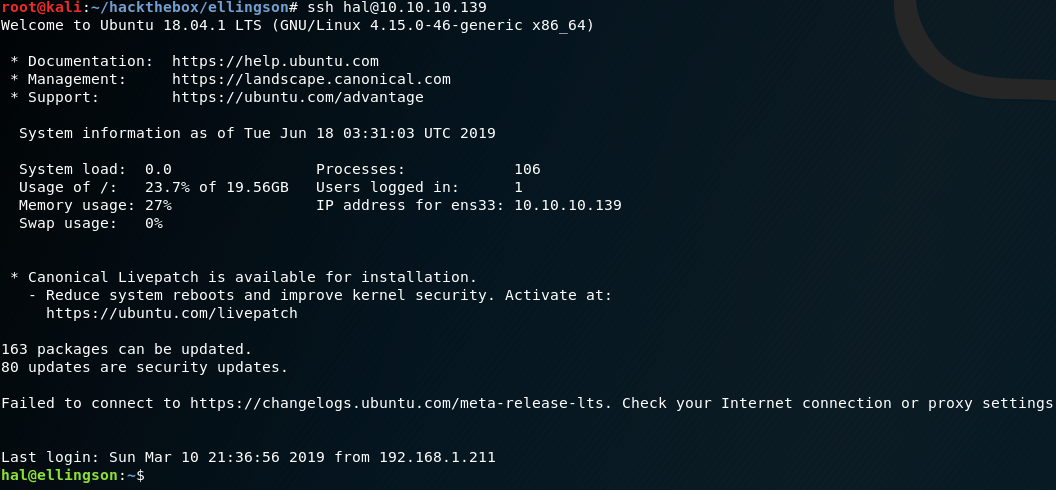 root@kali:~/hackthebox/ellingson# ssh hal@10.10.10.139
Welcome to Ubuntu 18.04.1 LTS (GNU/Linux 4.15.0-46-generic x86_64)
 * Documentation:  https://help.ubuntu.com
 * Management:     https://landscape.canonical.com
 * Support:        https://ubuntu.com/advantage
  System information as of Tue Jun 18 03:31:03 UTC 2019
  System load:  0.0                Processes:            106
  Usage of /:   23.7% of 19.56GB   Users logged in:      1
  Memory usage: 27%                IP address for ens33: 10.10.10.139
  Swap usage:   0%
 * Canonical Livepatch is available for installation.
   - Reduce system reboots and improve kernel security. Activate at:
     https://ubuntu.com/livepatch
163 packages can be updated.
80 updates are security updates.
Failed to connect to https://changelogs.ubuntu.com/meta-release-lts. Check your Internet connection or proxy settings
Last login: Sun Mar 10 21:36:56 2019 from 192.168.1.211
hal@ellingson:~$